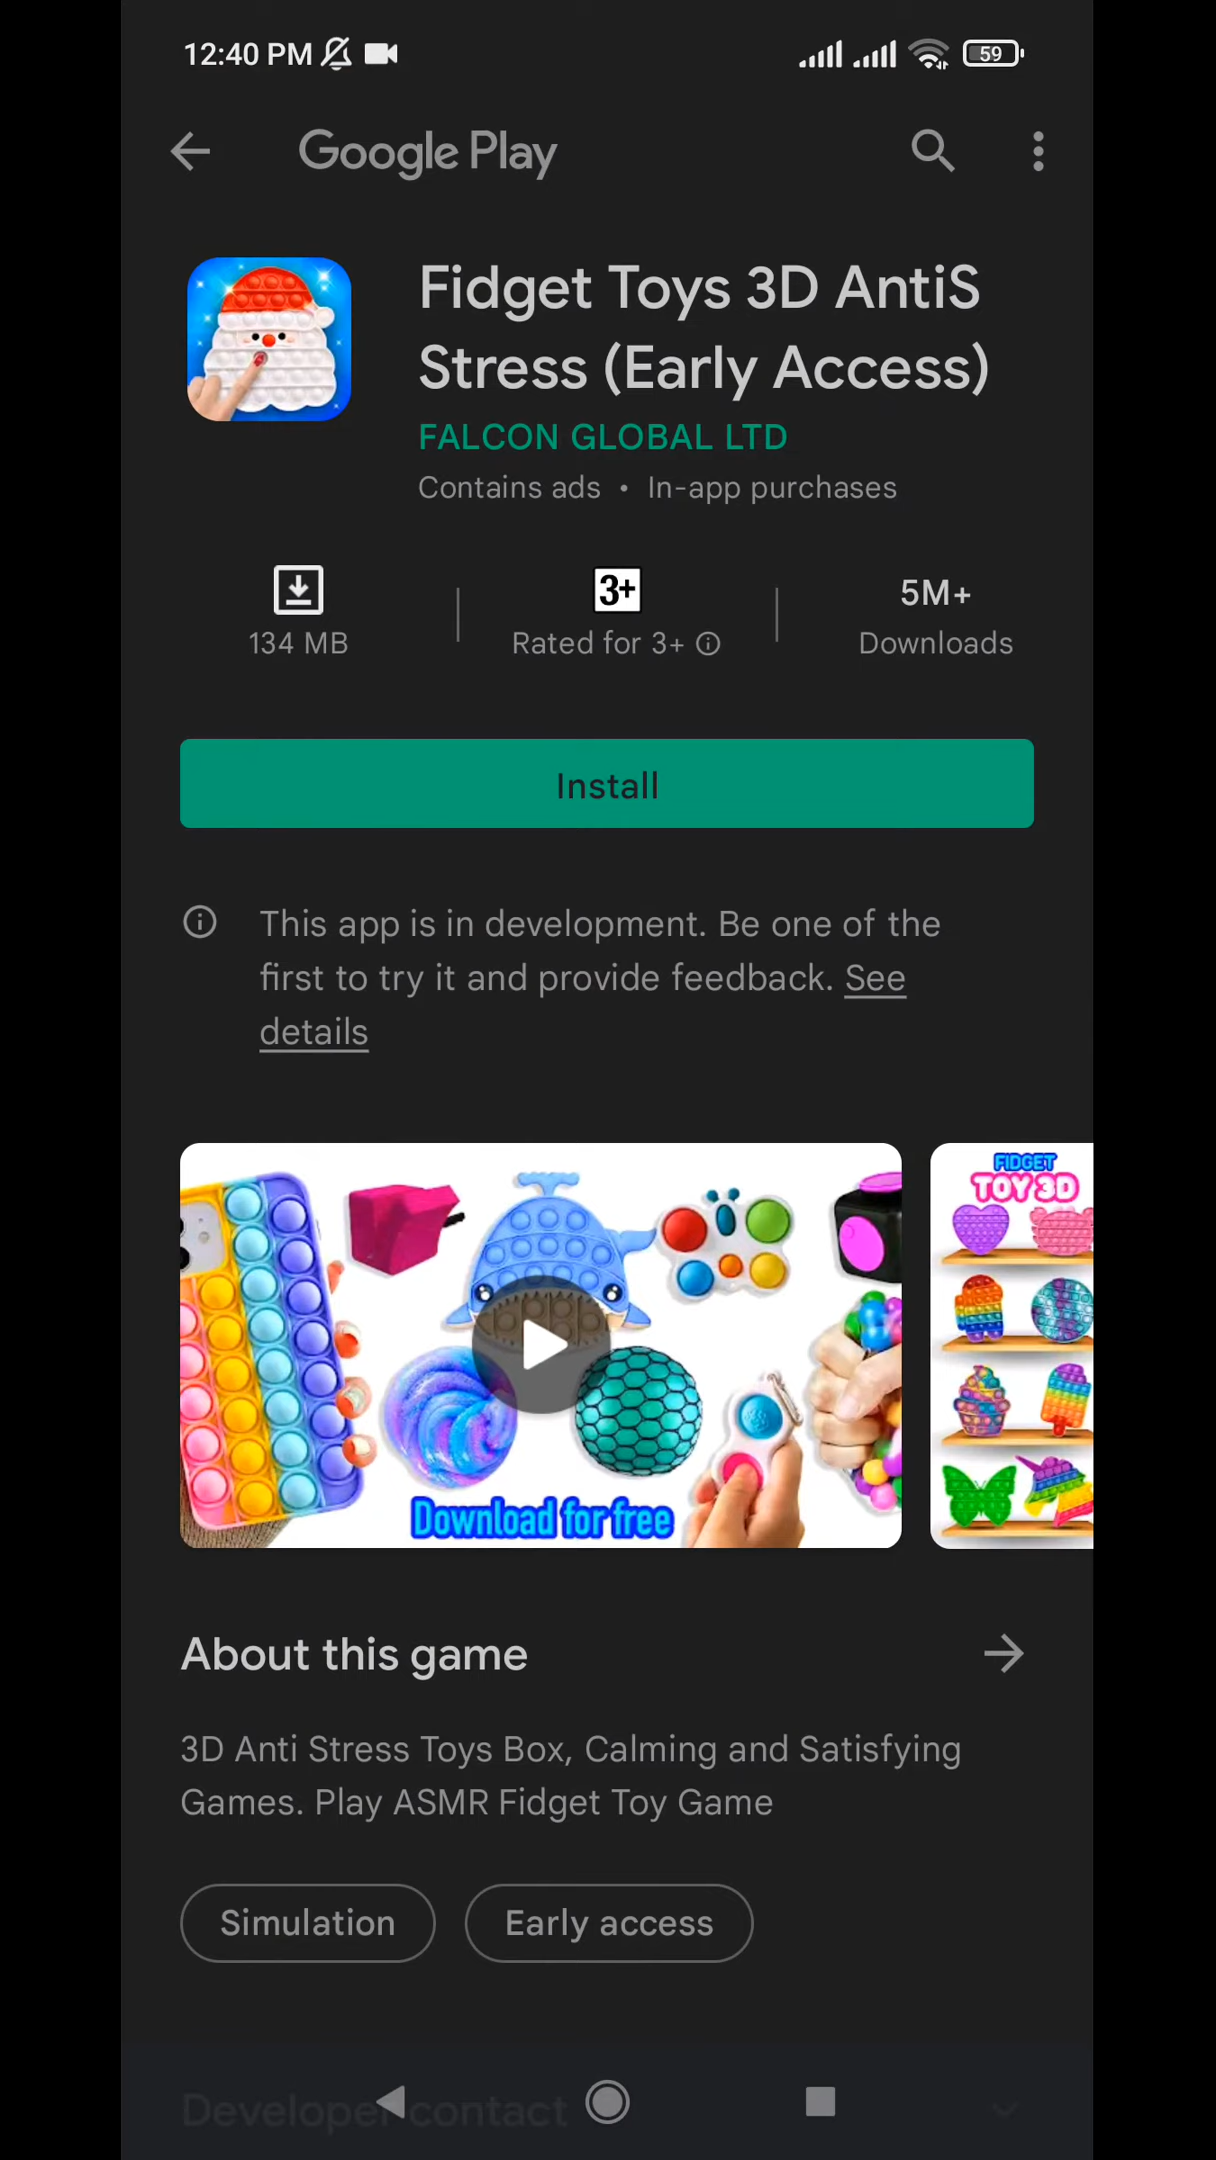 12:40 PM
59
Google Play
Fidget Toys 3D AntiS
Stress (Early Access)
FALCON GLOBAL LTD
Contains ads • In-app purchases
3+
5M+
134 MB
Rated for 3+
Downloads
Install
This app is in development. Be one of the
first to try it and provide feedback. See
details
Download for free
FIDGET
TOY 3D
About this game
3D Anti Stress Toys Box, Calming and Satisfying
Games. Play ASMR Fidget Toy Game
Simulation
Early access
Developer contact